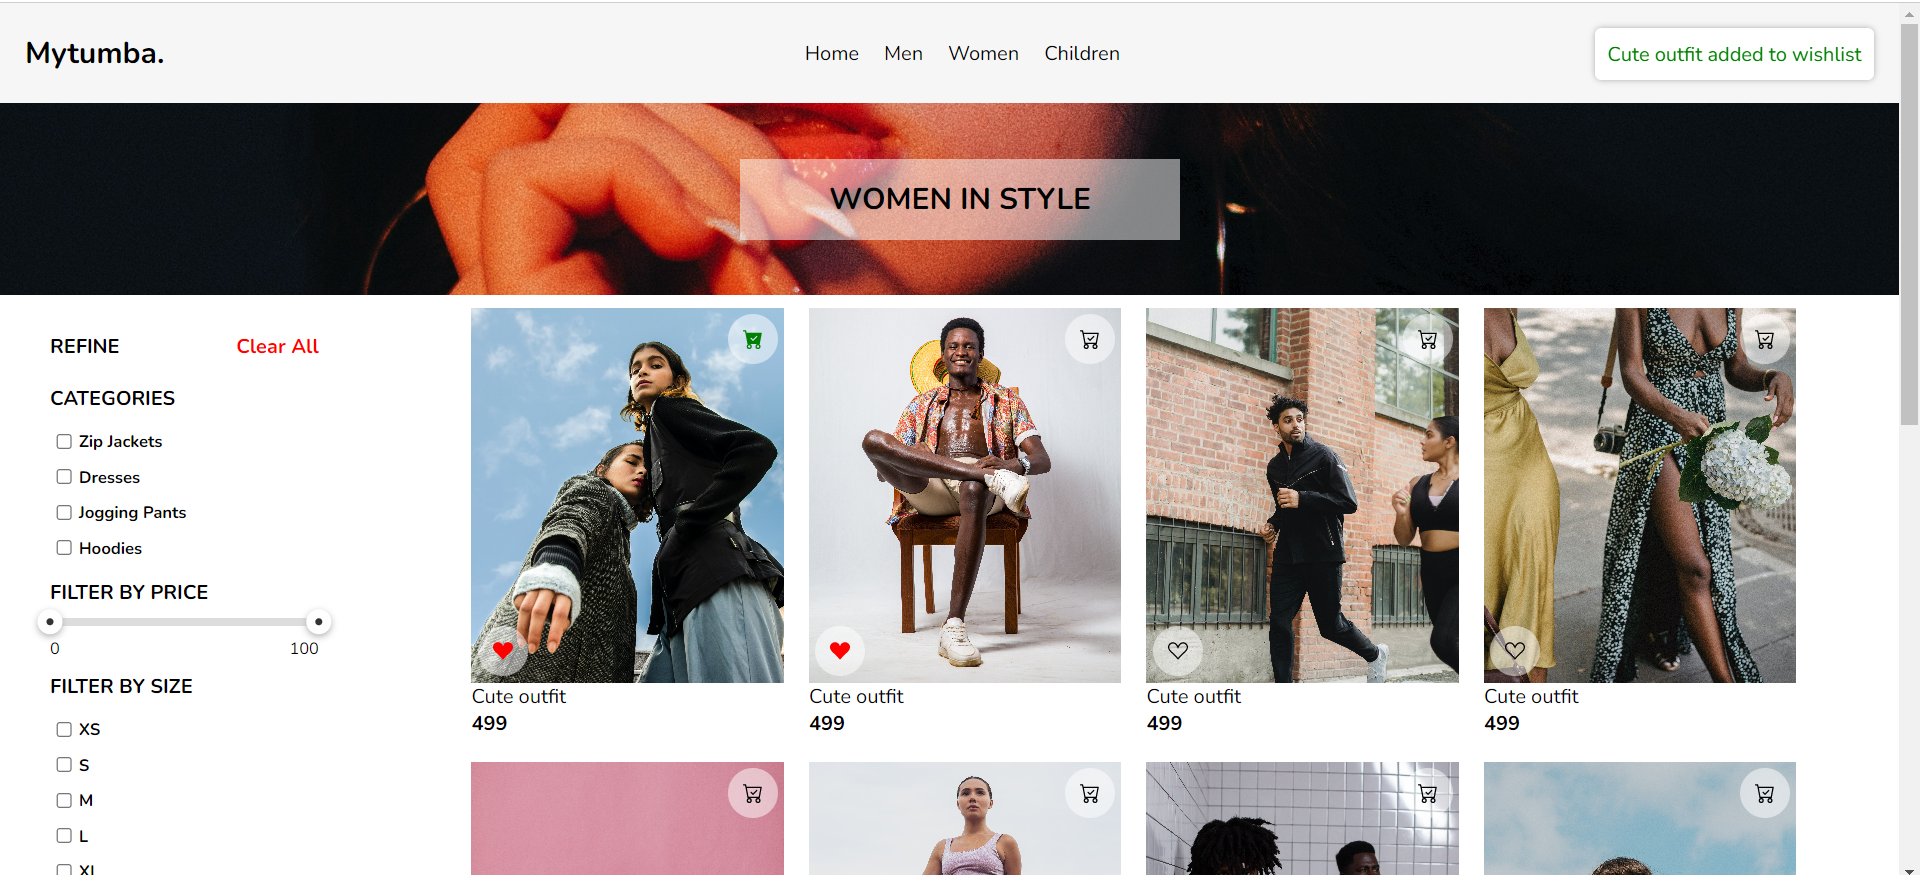 Mytumba.
Home Men Women Children
Cute outfit added to wishlist
WOMEN IN STYLE
REFINE Clear All
CATEGORIES
Zip Jackets
Dresses
Jogging Pants
Hoodies
FILTER BY PRICE
0 100
FILTER BY SIZE
XS
S
M
L
XL
Cute outfit
499
Cute outfit
499
Cute outfit
499
Cute outfit
499